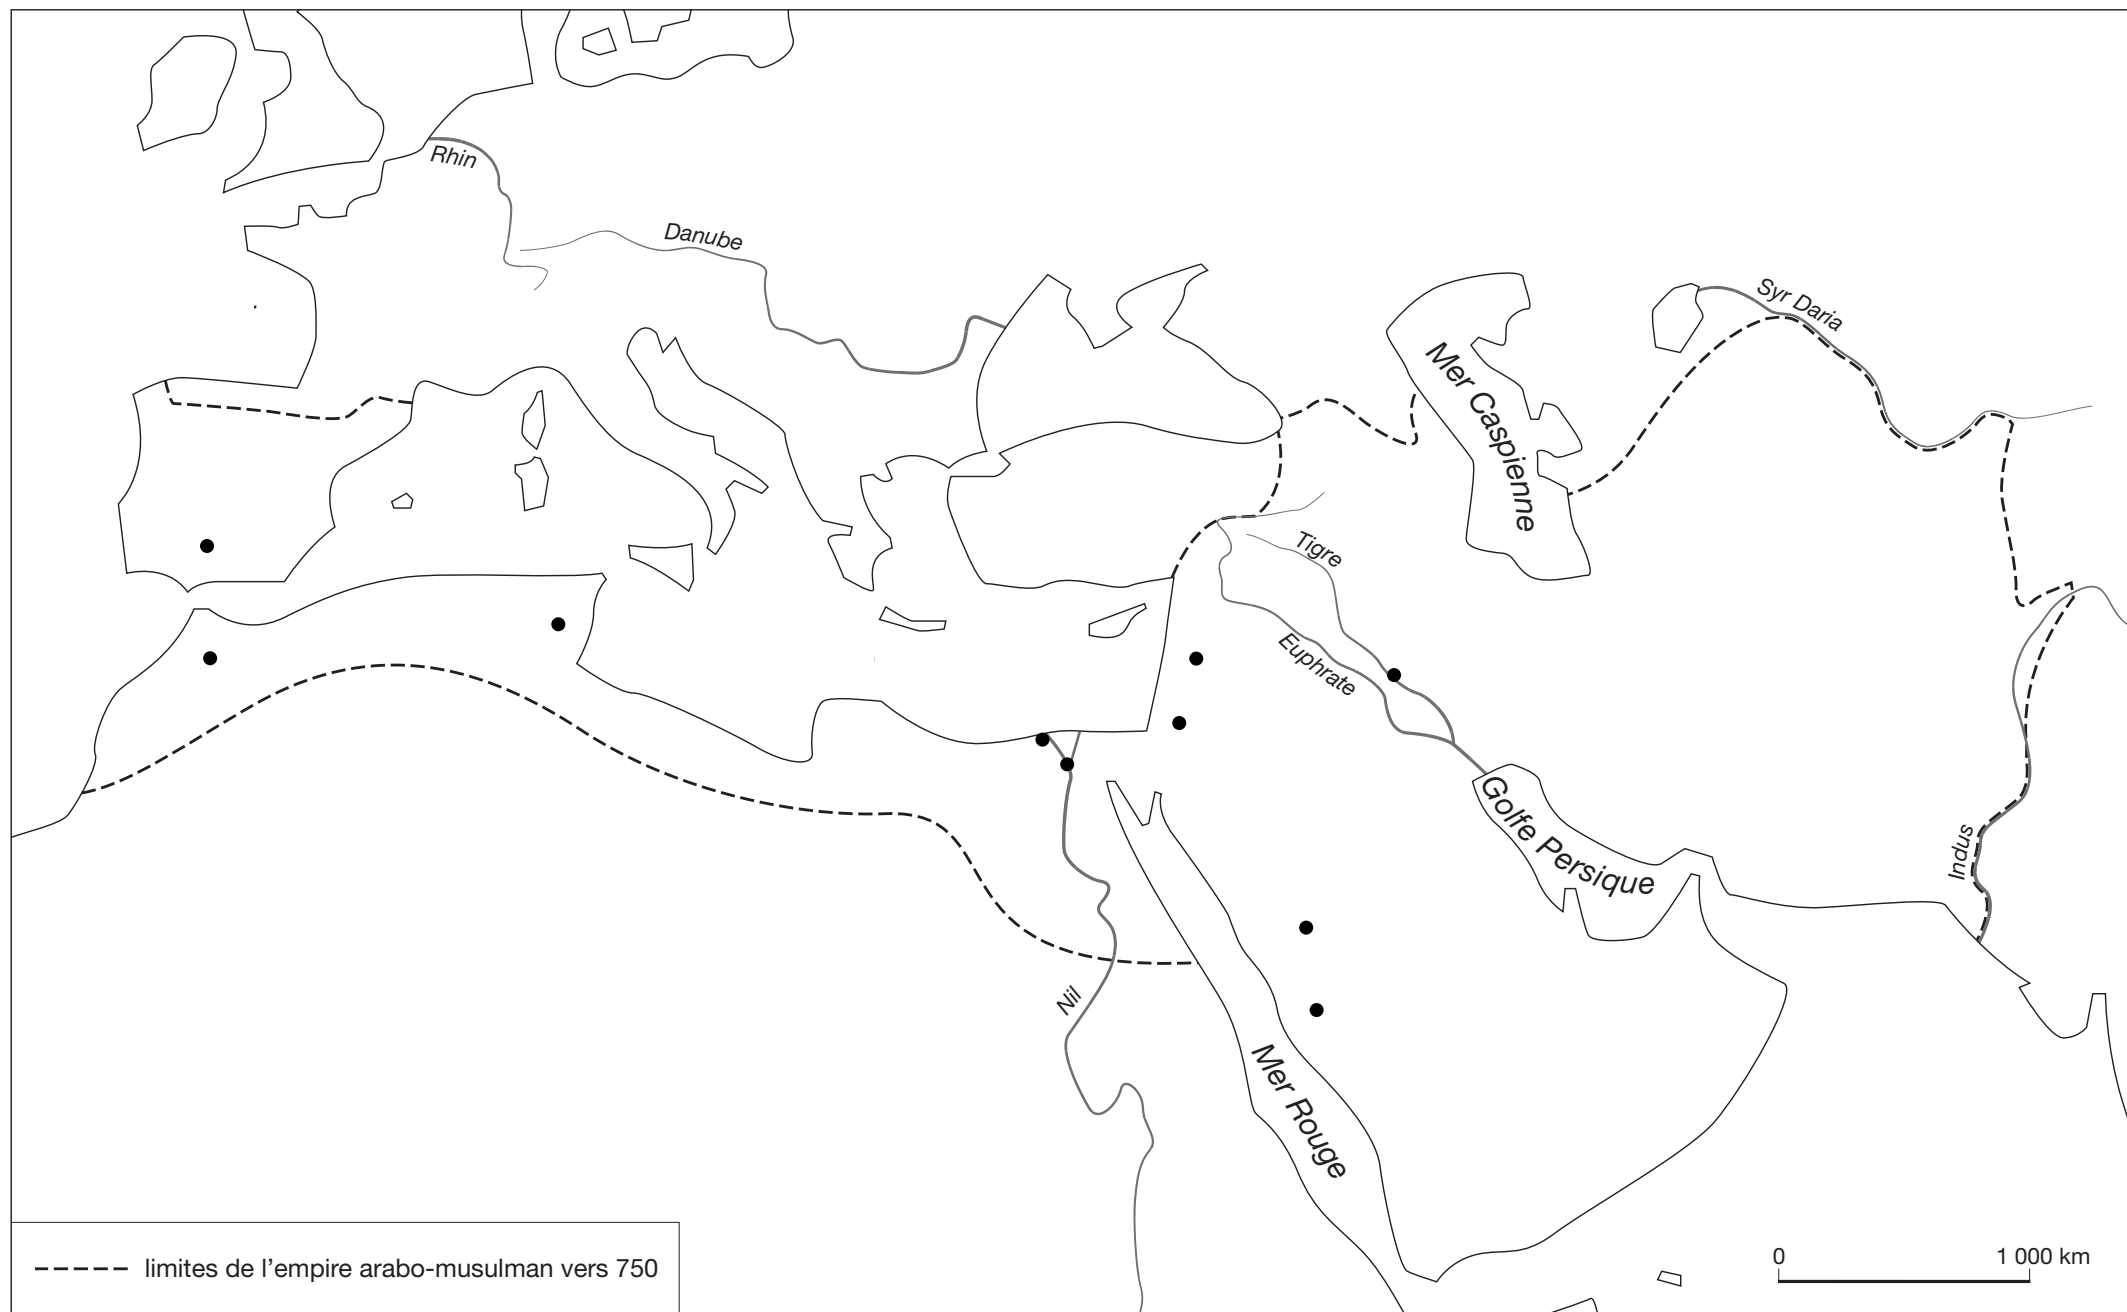 Rhin
Danube
Syr Daria
Mer Caspienne
Tigre
Euphrate
Golfe Persique
Indus
Nil
Mer Rouge
limites de l'empire arabo-musulman vers 750
0 1 000 km